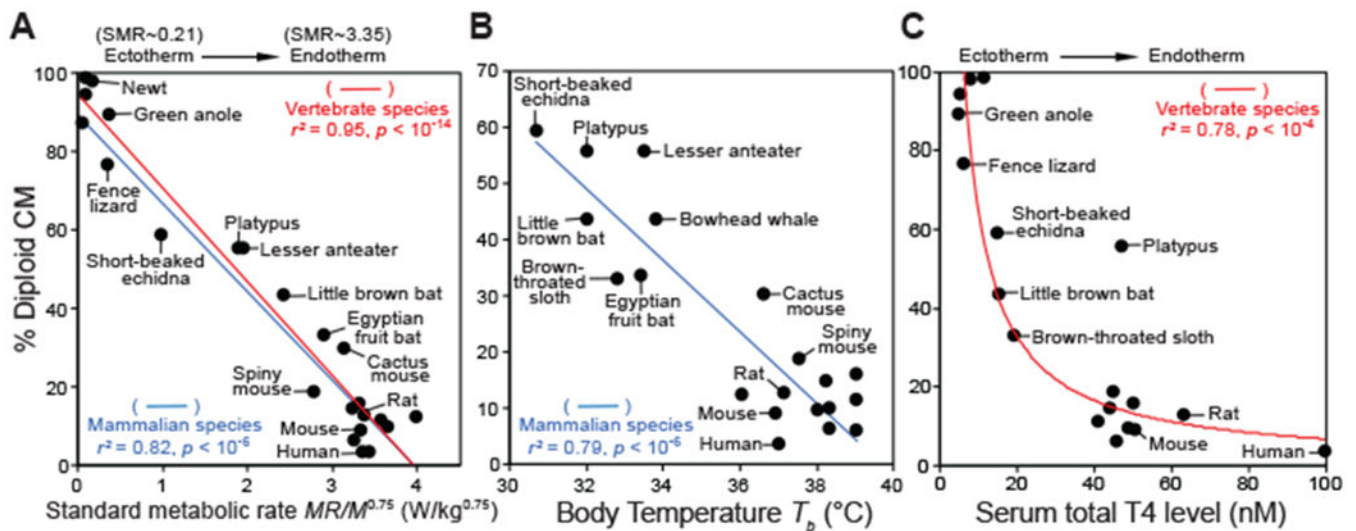 A
(SMR~0.21) (SMR~3.35)
Ectotherm Endotherm
100
80
60
40
20
0
% Diploid CM
Newt
Green anole
Fence
lizard
Short-beaked
echidna
Platypus
Lesser anteater
Little brown bat
Egyptian
fruit bat
Cactus
mouse
Spiny
mouse
Rat
Mouse
Human
( — )
Vertebrate species
r² = 0.95, p < 10⁻¹⁴
( — )
Mammalian species
r² = 0.82, p < 10⁻⁶
0 1 2 3 4
Standard metabolic rate MR/M⁰·⁷⁵ (W/kg⁰·⁷⁵)
B
70
60
50
40
30
20
10
0
Short-beaked
echidna
Platypus
Lesser anteater
Little
brown bat
Bowhead whale
Brown-
throated sloth
Egyptian
fruit bat
Cactus
mouse
Spiny
mouse
Rat
Mouse
Human
( — )
Mammalian species
r² = 0.79, p < 10⁻⁶
30 32 34 36 38 40
Body Temperature T_b (°C)
C
Ectotherm Endotherm
100
80
60
40
20
0
( — )
Vertebrate species
r² = 0.78, p < 10⁻⁴
Green anole
Fence lizard
Short-beaked
echidna
Platypus
Little brown bat
Brown-throated sloth
Rat
Mouse
Human
0 20 40 60 80 100
Serum total T4 level (nM)